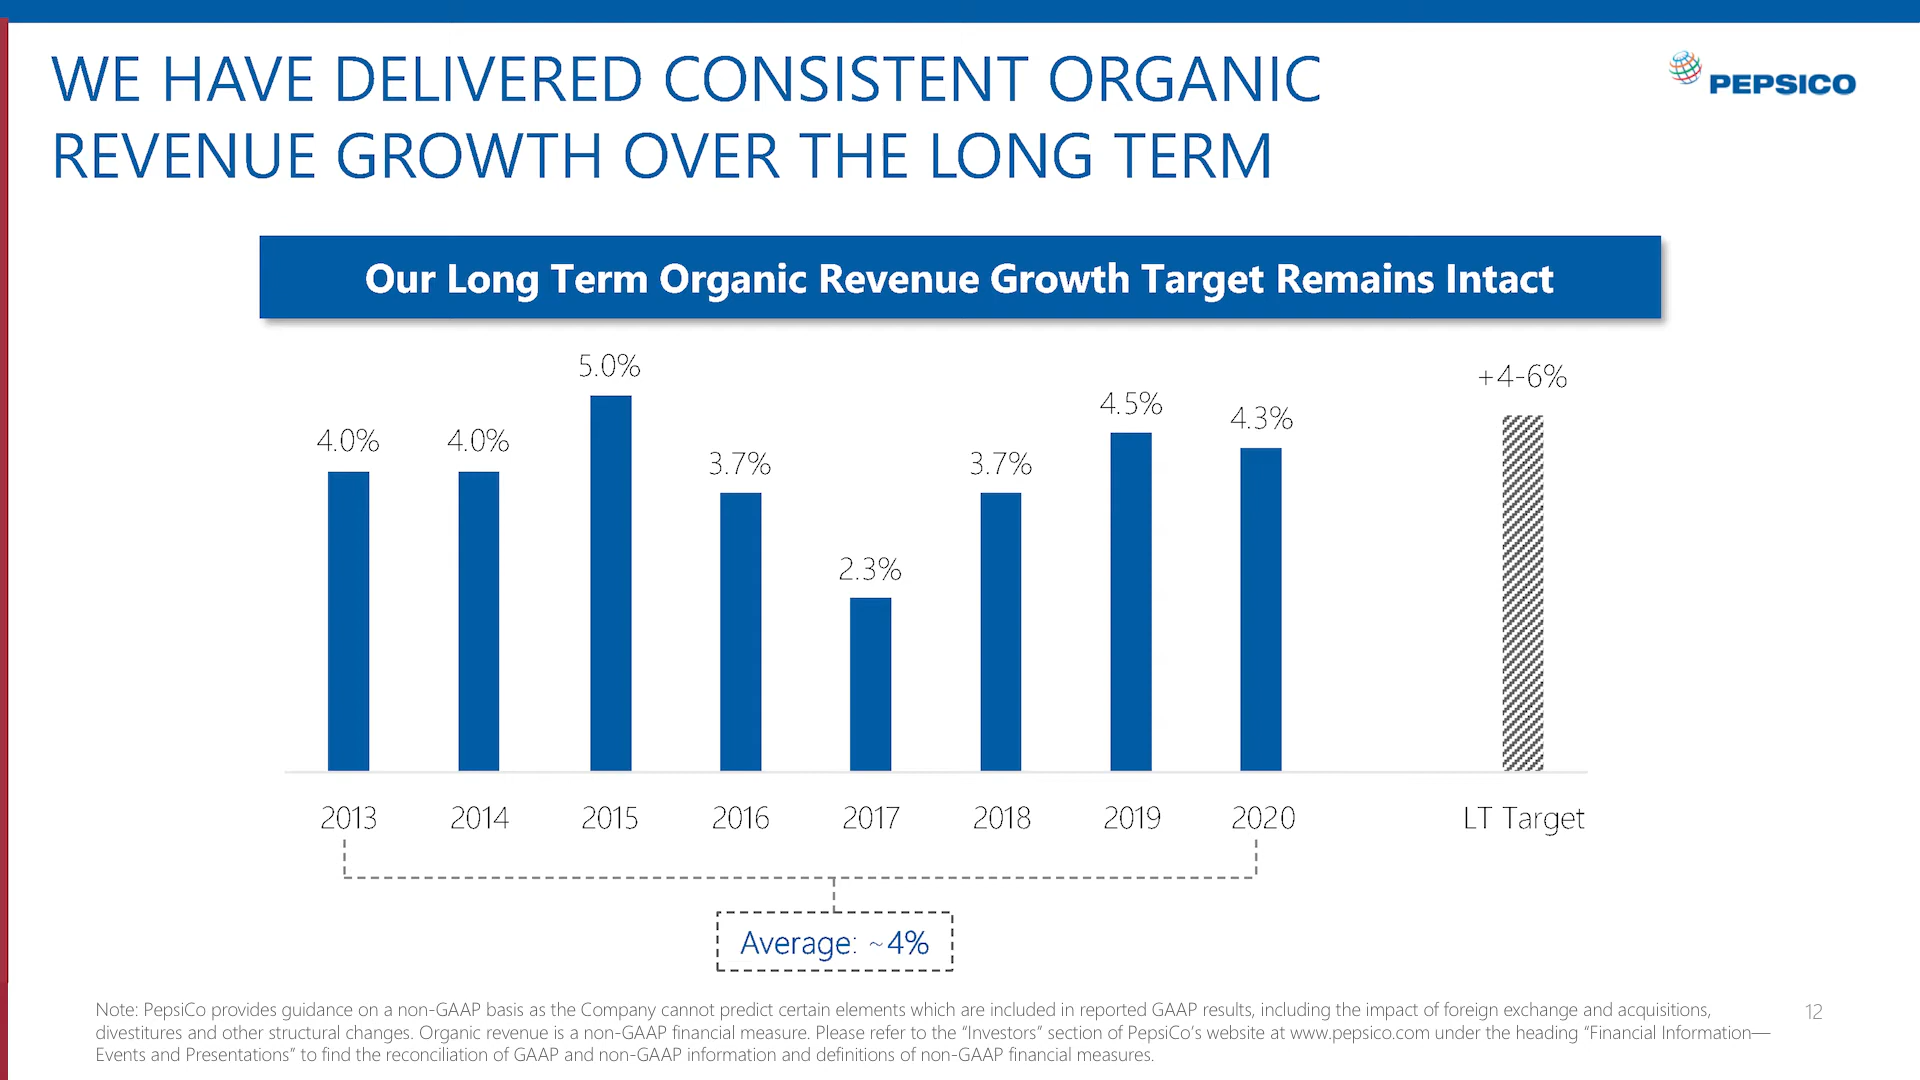 WE HAVE DELIVERED CONSISTENT ORGANIC
REVENUE GROWTH OVER THE LONG TERM
PEPSICO
Our Long Term Organic Revenue Growth Target Remains Intact
4.0%
4.0%
5.0%
3.7%
2.3%
3.7%
4.5%
4.3%
+4-6%
2013
2014
2015
2016
2017
2018
2019
2020
LT Target
Average: ~4%
Note: PepsiCo provides guidance on a non-GAAP basis as the Company cannot predict certain elements which are included in reported GAAP results, including the impact of foreign exchange and acquisitions,
divestitures and other structural changes. Organic revenue is a non-GAAP financial measure. Please refer to the “Investors” section of PepsiCo’s website at www.pepsico.com under the heading “Financial Information—
Events and Presentations” to find the reconciliation of GAAP and non-GAAP information and definitions of non-GAAP financial measures.
12